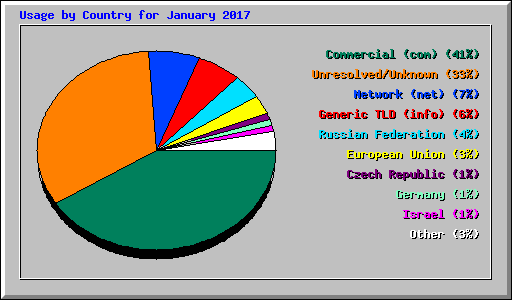 Usage by Country for January 2017
Commercial (com) (41%)
Unresolved/Unknown (33%)
Network (net) (7%)
Generic TLD (info) (6%)
Russian Federation (4%)
European Union (3%)
Czech Republic (1%)
Germany (1%)
Israel (1%)
Other (3%)